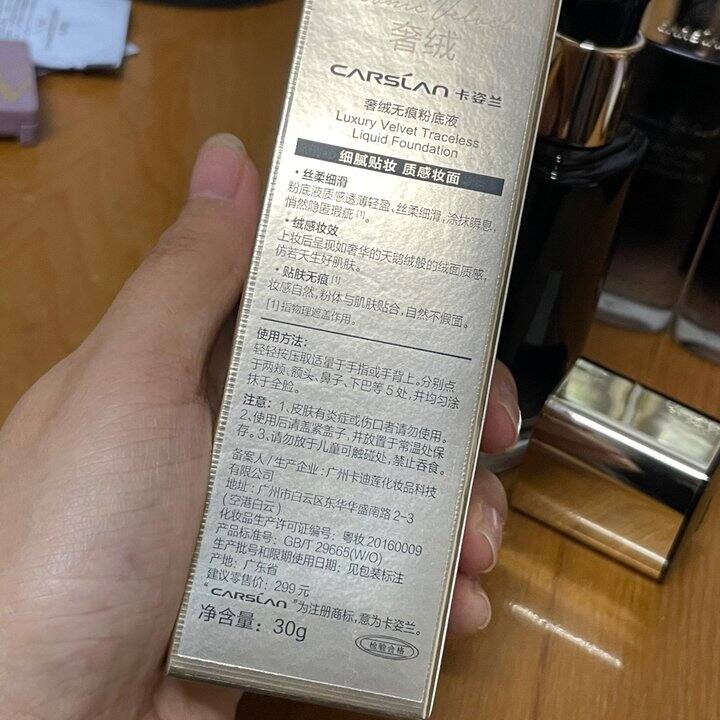 奢绒
CARSLAN 卡姿兰
奢绒无痕粉底液
Luxury Velvet Traceless
Liquid Foundation
细腻贴妆 质感妆面
·丝柔细滑
粉底液质感透薄轻盈、丝柔细滑,涂抹瞬息,
悄然隐匿瑕疵[1]。
·绒感妆效
上妆后呈现如奢华的天鹅绒般的绒面质感,
仿若天生好肌肤。
·贴肤无痕[1]
妆感自然,粉体与肌肤贴合,自然不假面。
[1]指物理遮盖作用。
使用方法:
轻轻按压取适量于手指或手背上。分别点
于两颊、额头、鼻子、下巴等5处,并均匀涂
抹于全脸。
注意:1、皮肤有炎症或伤口者请勿使用。
2、使用后请盖紧盖子,并放置于常温处保
存。3、请勿放于儿童可触碰处,禁止吞食。
备案人/生产企业:广州卡迪莲化妆品科技
有限公司
地址:广州市白云区东华华盛南路2-3
(空港白云)
化妆品生产许可证编号:粤妆20160009
产品标准号:GB/T 29665(W/O)
生产批号和限期使用日期:见包装标注
产地:广东省
建议零售价:299元
“CARSLAN”为注册商标,意为卡姿兰。
净含量:30g
检验合格